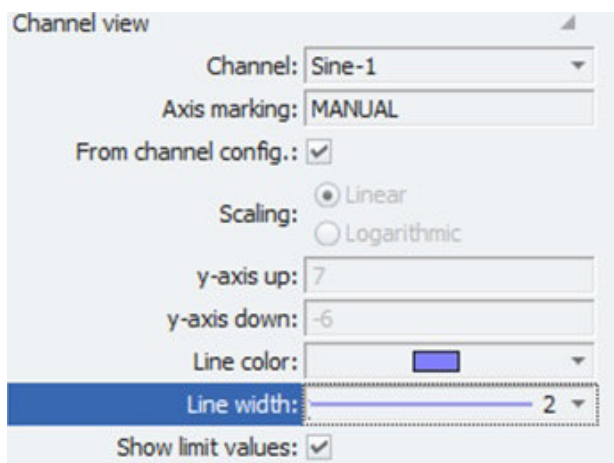 Channel view
Channel: Sine-1
Axis marking: MANUAL
From channel config.:
Scaling: Linear
Logarithmic
y-axis up: 7
y-axis down: -6
Line color:
Line width: 2
Show limit values: